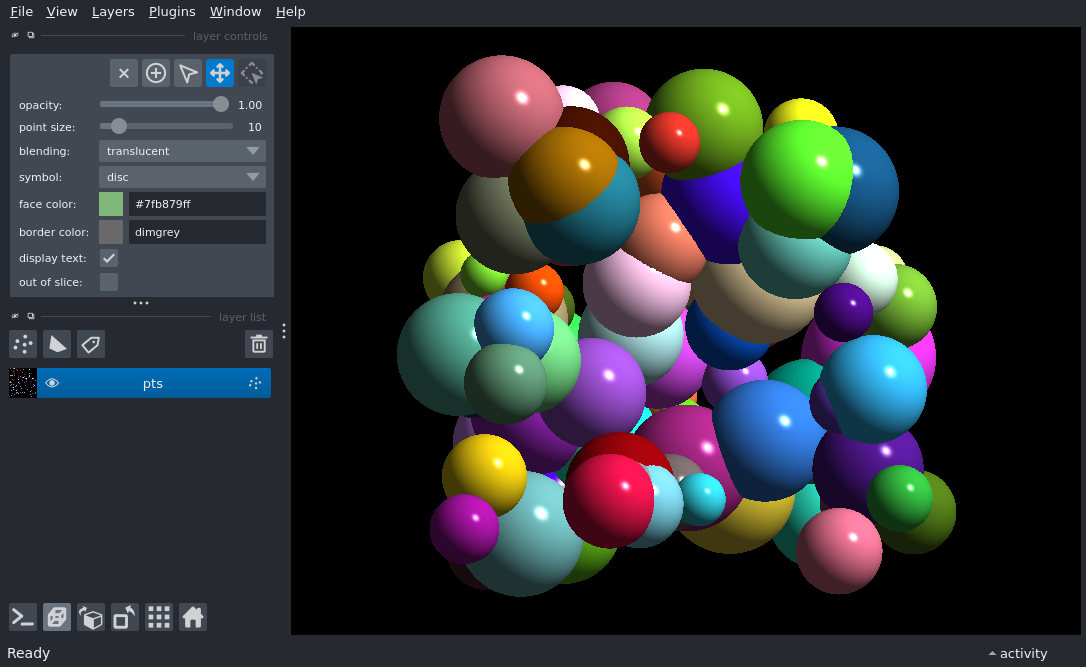 File View Layers Plugins Window Help
layer controls
opacity: 1.00
point size: 10
blending: translucent
symbol: disc
face color: #7fb879ff
border color: dimgrey
display text:
out of slice:
layer list
pts
Ready
activity